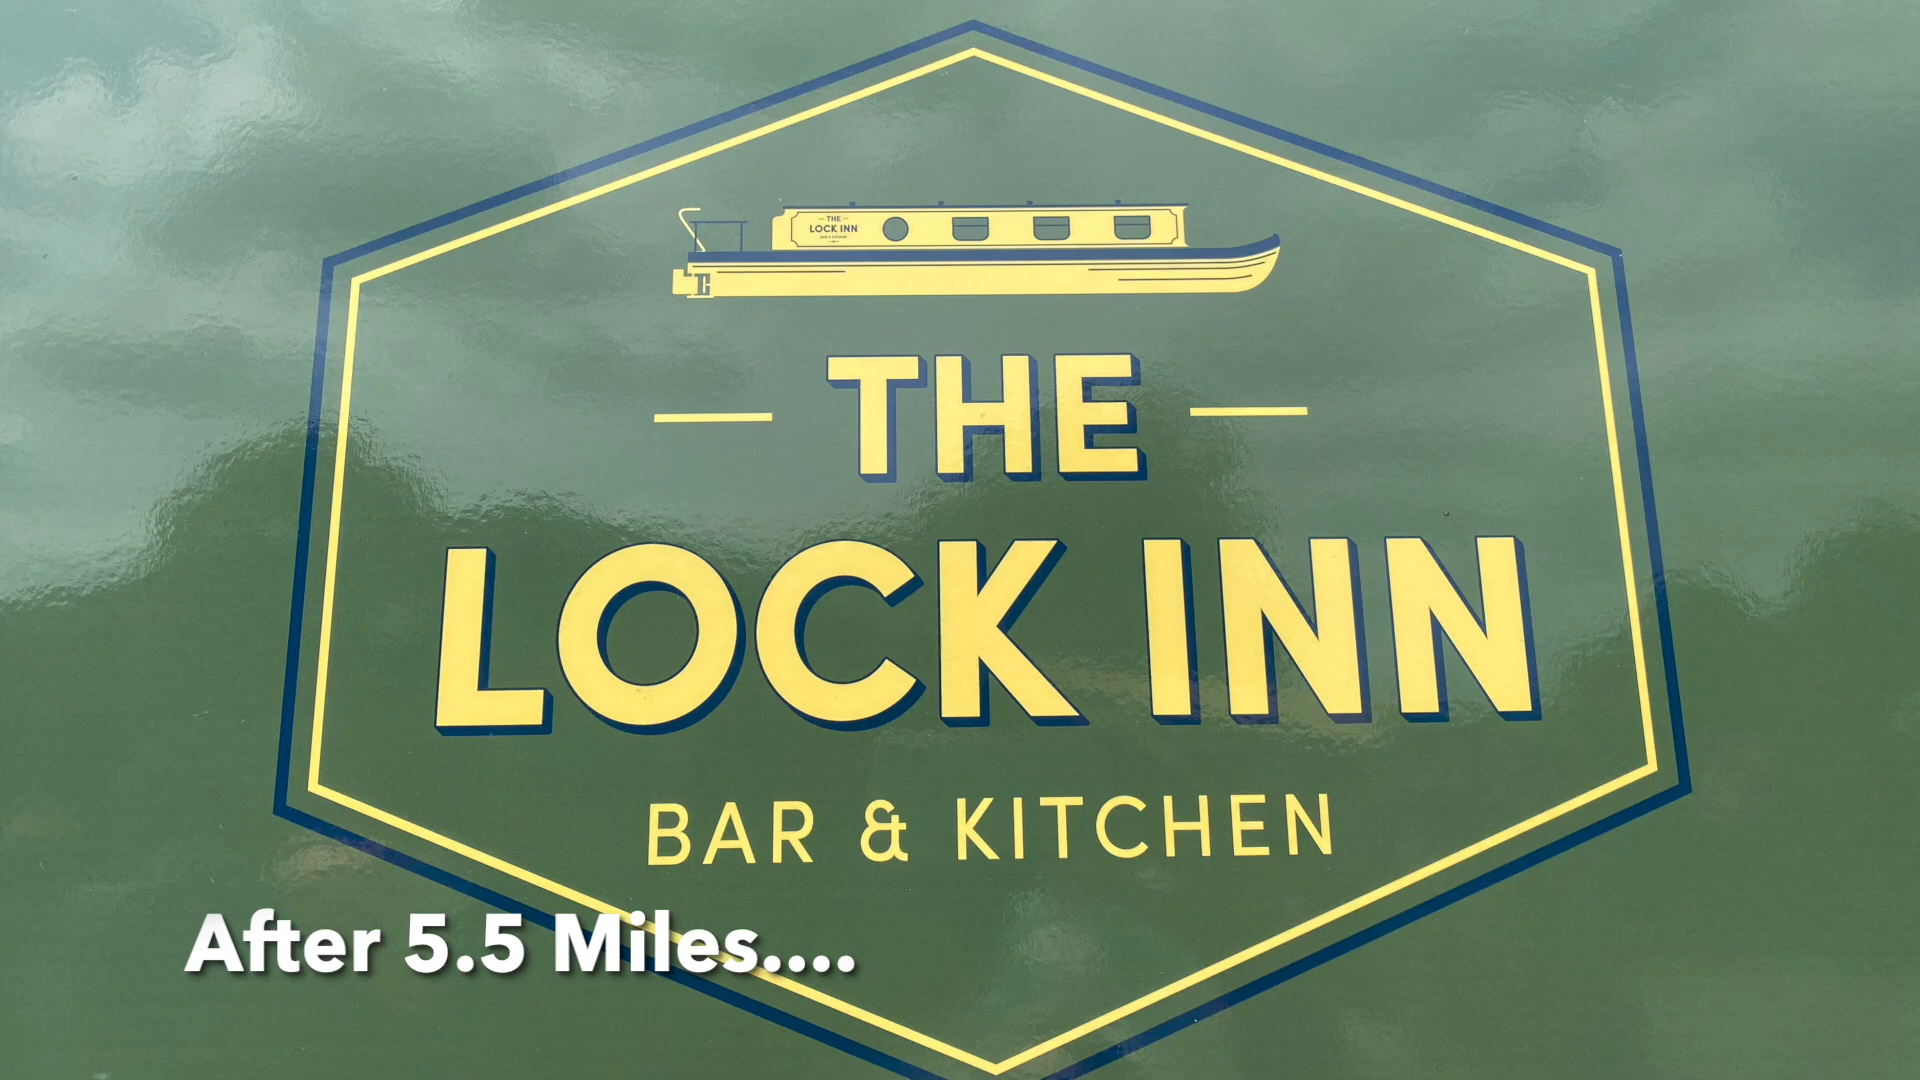 — THE —
LOCK INN
— THE —
LOCK INN
BAR & KITCHEN
After 5.5 Miles....